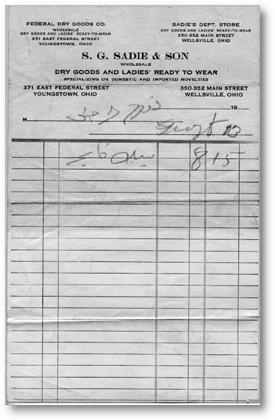 FEDERAL DRY GOODS CO.
WHOLESALE
DRY GOODS AND LADIES' READY-TO-WEAR
371 EAST FEDERAL STREET
YOUNGSTOWN, OHIO
SADIE'S DEPT. STORE
DRY GOODS AND LADIES' READY-TO-WEAR
350-352 MAIN STREET
WELLSVILLE, OHIO
S. G. SADIE & SON
WHOLESALE
DRY GOODS AND LADIES' READY TO WEAR
SPECIALIZING ON DOMESTIC AND IMPORTED NOVELTIES
371 EAST FEDERAL STREET
YOUNGSTOWN, OHIO
350-352 MAIN STREET
WELLSVILLE, OHIO
19
M
8 15